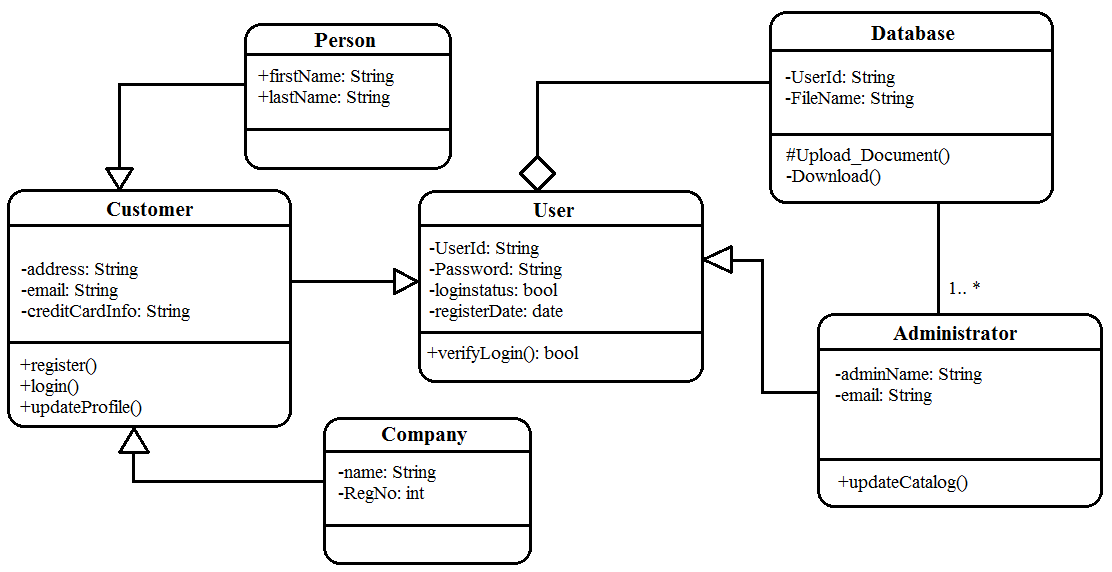 Person
+firstName: String
+lastName: String
Database
-UserId: String
-FileName: String
#Upload_Document()
-Download()
Customer
-address: String
-email: String
-creditCardInfo: String
+register()
+login()
+updateProfile()
User
-UserId: String
-Password: String
-loginstatus: bool
-registerDate: date
+verifyLogin(): bool
1.. *
Administrator
-adminName: String
-email: String
+updateCatalog()
Company
-name: String
-RegNo: int